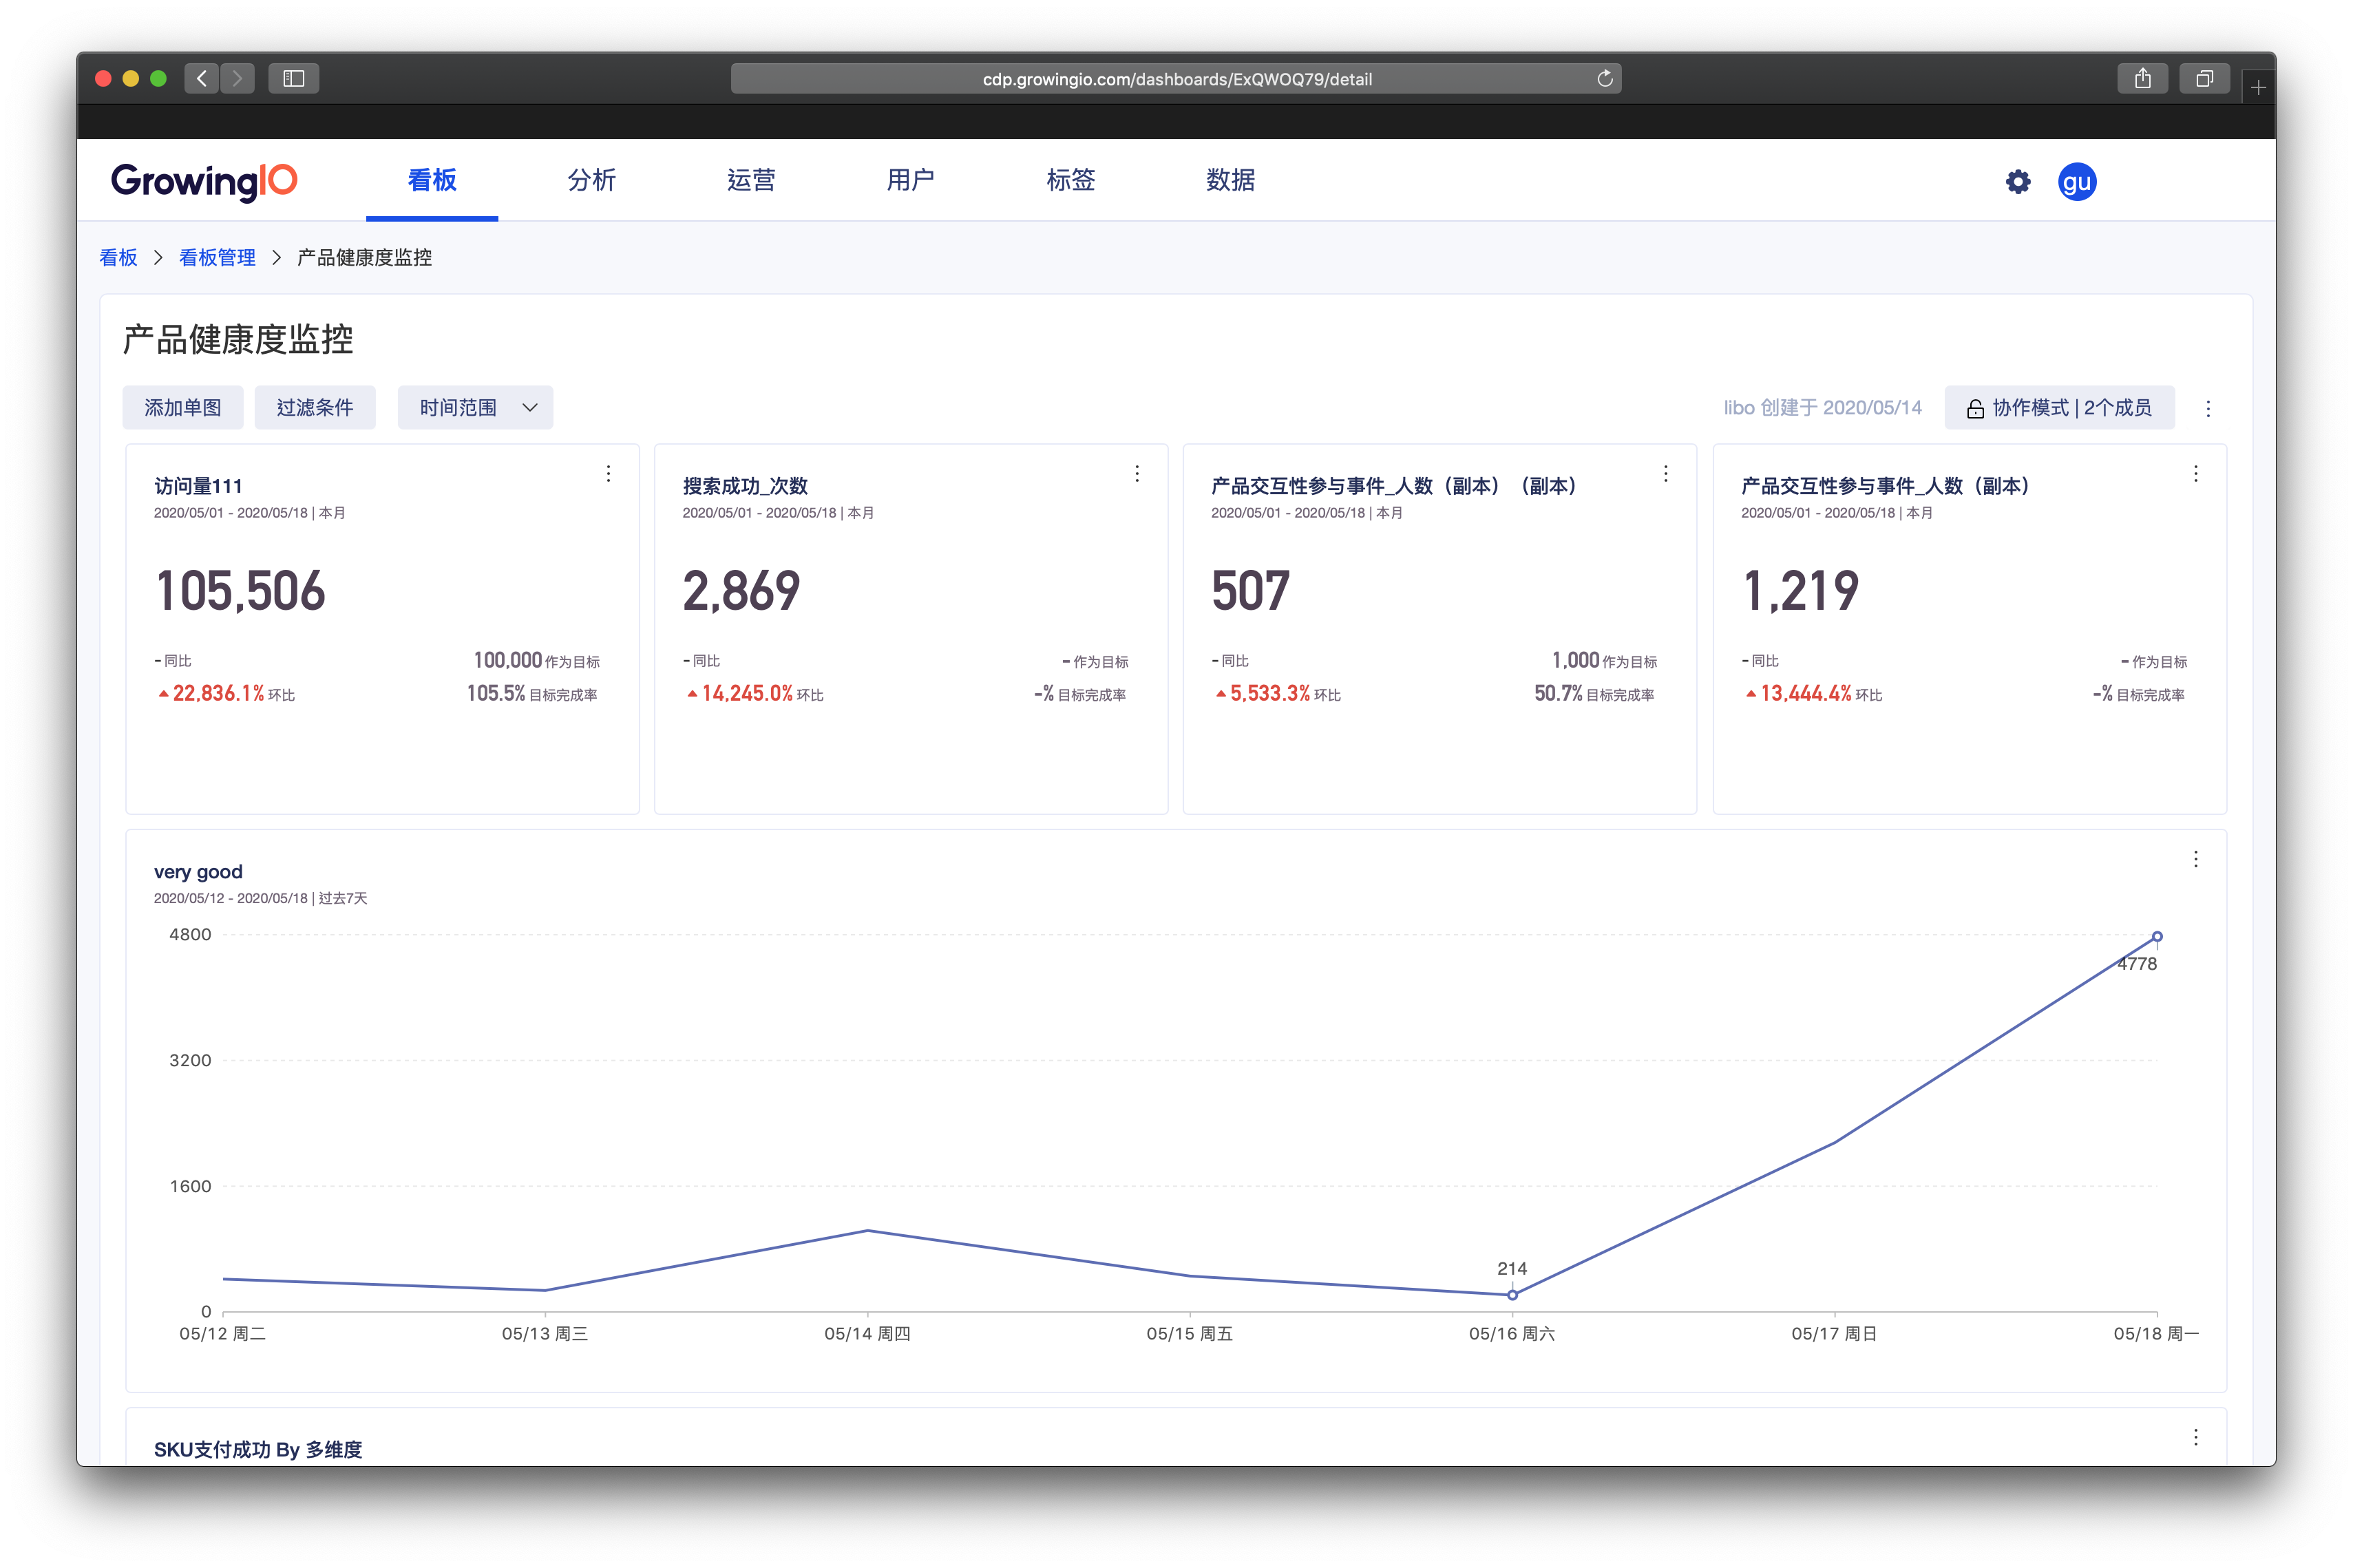 cdp.growingio.com/dashboards/ExQWOQ79/detail
GrowingIO
看板
分析
运营
用户
标签
数据
gu
看板 > 看板管理 > 产品健康度监控
产品健康度监控
添加单图
过滤条件
时间范围
libo 创建于 2020/05/14
协作模式 | 2个成员
访问量111
2020/05/01 - 2020/05/18 | 本月
105,506
- 同比
100,000 作为目标
22,836.1% 环比
105.5% 目标完成率
搜索成功_次数
2020/05/01 - 2020/05/18 | 本月
2,869
- 同比
- 作为目标
14,245.0% 环比
-% 目标完成率
产品交互性参与事件_人数（副本）（副本）
2020/05/01 - 2020/05/18 | 本月
507
- 同比
1,000 作为目标
5,533.3% 环比
50.7% 目标完成率
产品交互性参与事件_人数（副本）
2020/05/01 - 2020/05/18 | 本月
1,219
- 同比
- 作为目标
13,444.4% 环比
-% 目标完成率
very good
2020/05/12 - 2020/05/18 | 过去7天
4800
4778
3200
1600
214
0
05/12 周二
05/13 周三
05/14 周四
05/15 周五
05/16 周六
05/17 周日
05/18 周一
SKU支付成功 By 多维度